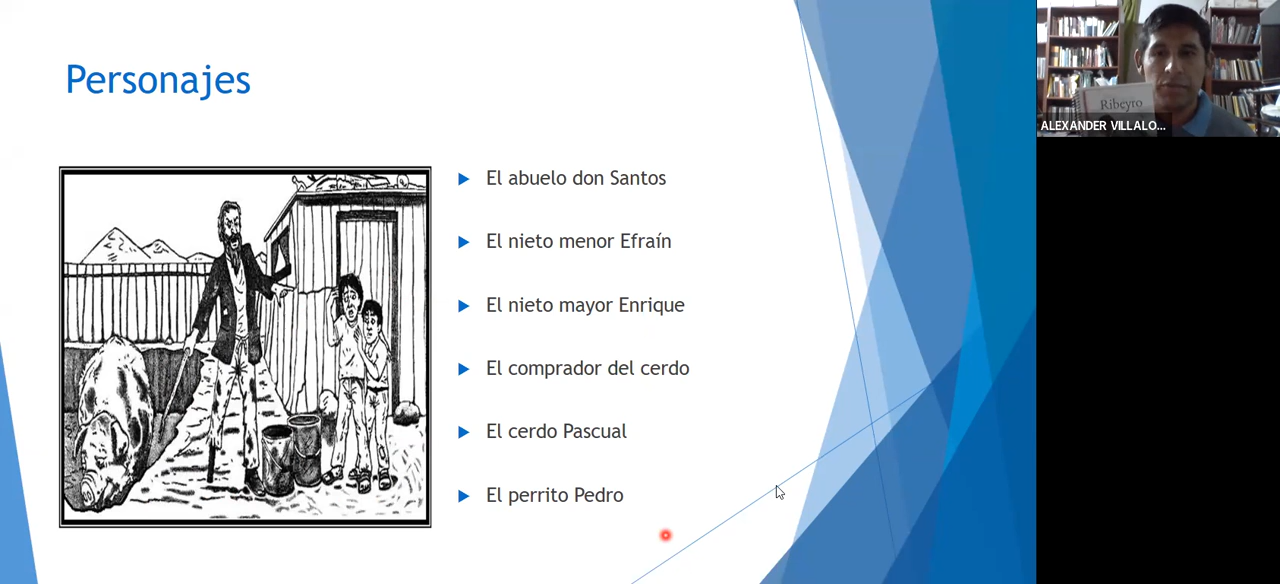 Personajes
El abuelo don Santos
El nieto menor Efraín
El nieto mayor Enrique
El comprador del cerdo
El cerdo Pascual
El perrito Pedro
Ribeyro
ALEXANDER VILLALO...